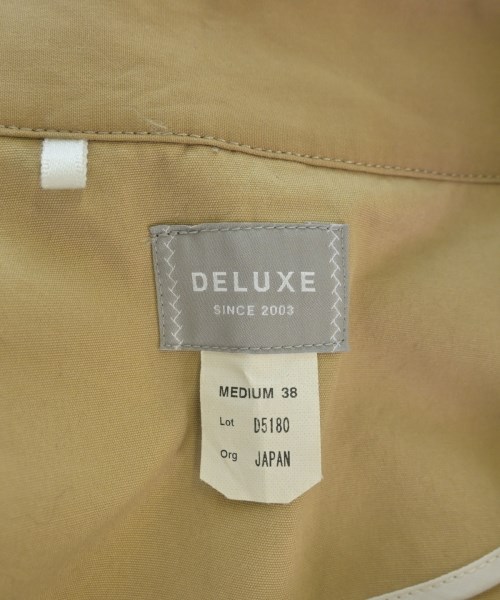 DELUXE
SINCE 2003
MEDIUM 38
Lot D5180
Org JAPAN